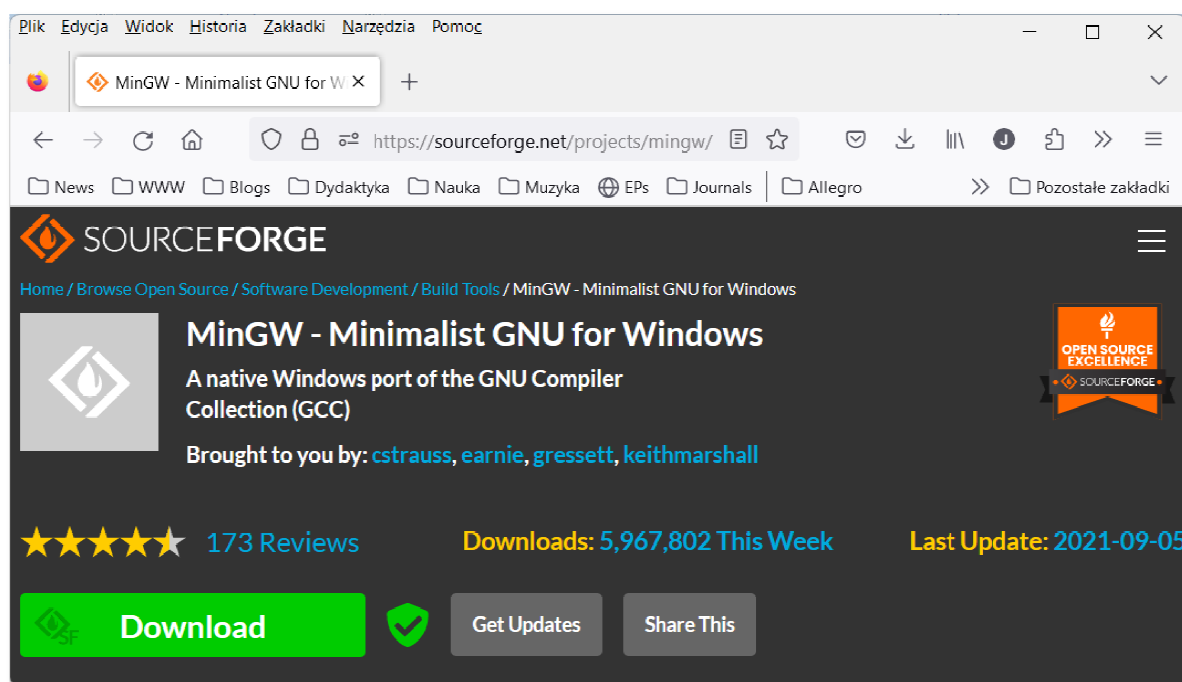 Plik Edycja Widok Historia Zakładki Narzędzia Pomoc
MinGW - Minimalist GNU for W
https://sourceforge.net/projects/mingw/
J
News WWW Blogs Dydaktyka Nauka Muzyka EPs Journals Allegro Pozostałe zakładki
SOURCEFORGE
Home / Browse Open Source / Software Development / Build Tools / MinGW - Minimalist GNU for Windows
MinGW - Minimalist GNU for Windows
A native Windows port of the GNU Compiler
Collection (GCC)
Brought to you by: cstrauss, earnie, gressett, keithmarshall
OPEN SOURCE
EXCELLENCE
SOURCEFORGE
173 Reviews
Downloads: 5,967,802 This Week
Last Update: 2021-09-05
SF
Download
Get Updates
Share This